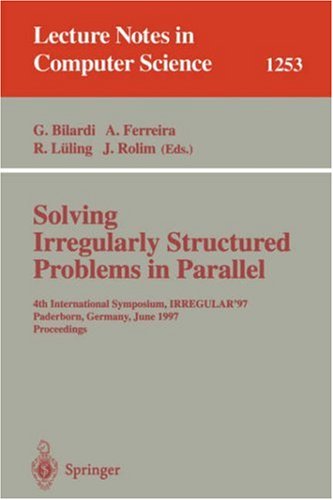 Lecture Notes in
Computer Science 1253
G. Bilardi A. Ferreira
R. Lüling J. Rolim (Eds.)
Solving
Irregularly Structured
Problems in Parallel
4th International Symposium, IRREGULAR'97
Paderborn, Germany, June 1997
Proceedings
Springer